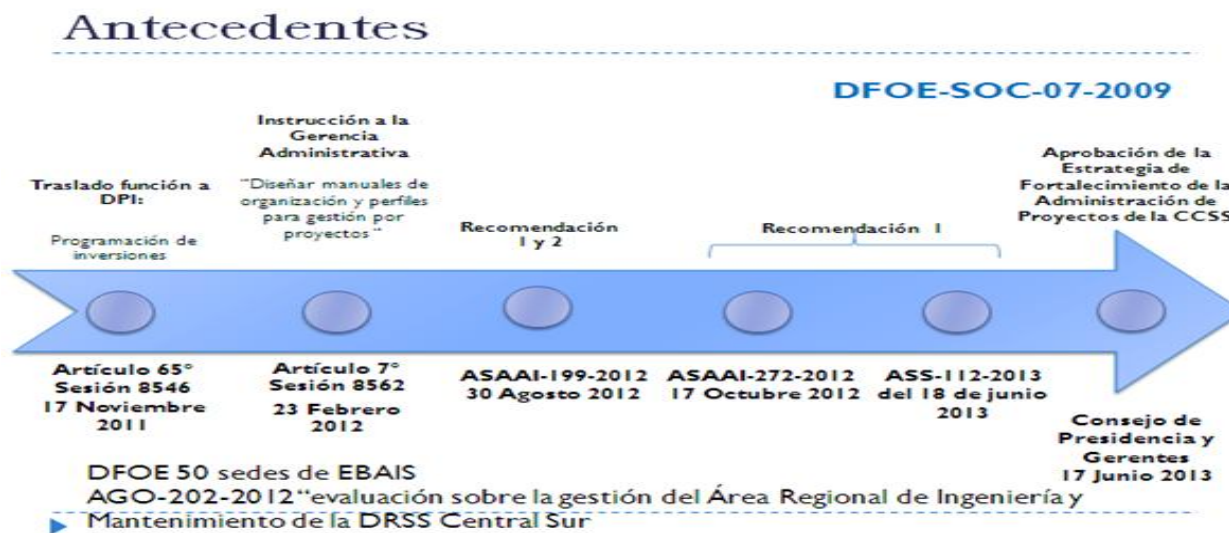 Antecedentes
DFOE-SOC-07-2009
Traslado función a
DPI:
Programación de
inversiones
Instrucción a la
Gerencia
Administrativa
"Diseñar manuales de
organización y perfiles
para gestión por
proyectos"
Recomendación
1 y 2
Recomendación 1
Aprobación de la
Estrategia de
Fortalecimiento de la
Administración de
Proyectos de la CCSS
Artículo 65°
Sesión 8546
17 Noviembre
2011
Artículo 7°
Sesión 8562
23 Febrero
2012
ASAAI-199-2012
30 Agosto 2012
ASAAI-272-2012
17 Octubre 2012
ASS-112-2013
del 18 de junio
2013
Consejo de
Presidencia y
Gerentes
17 Junio 2013
DFOE 50 sedes de EBAIS
AGO-202-2012 "evaluación sobre la gestión del Área Regional de Ingeniería y
Mantenimiento de la DRSS Central Sur